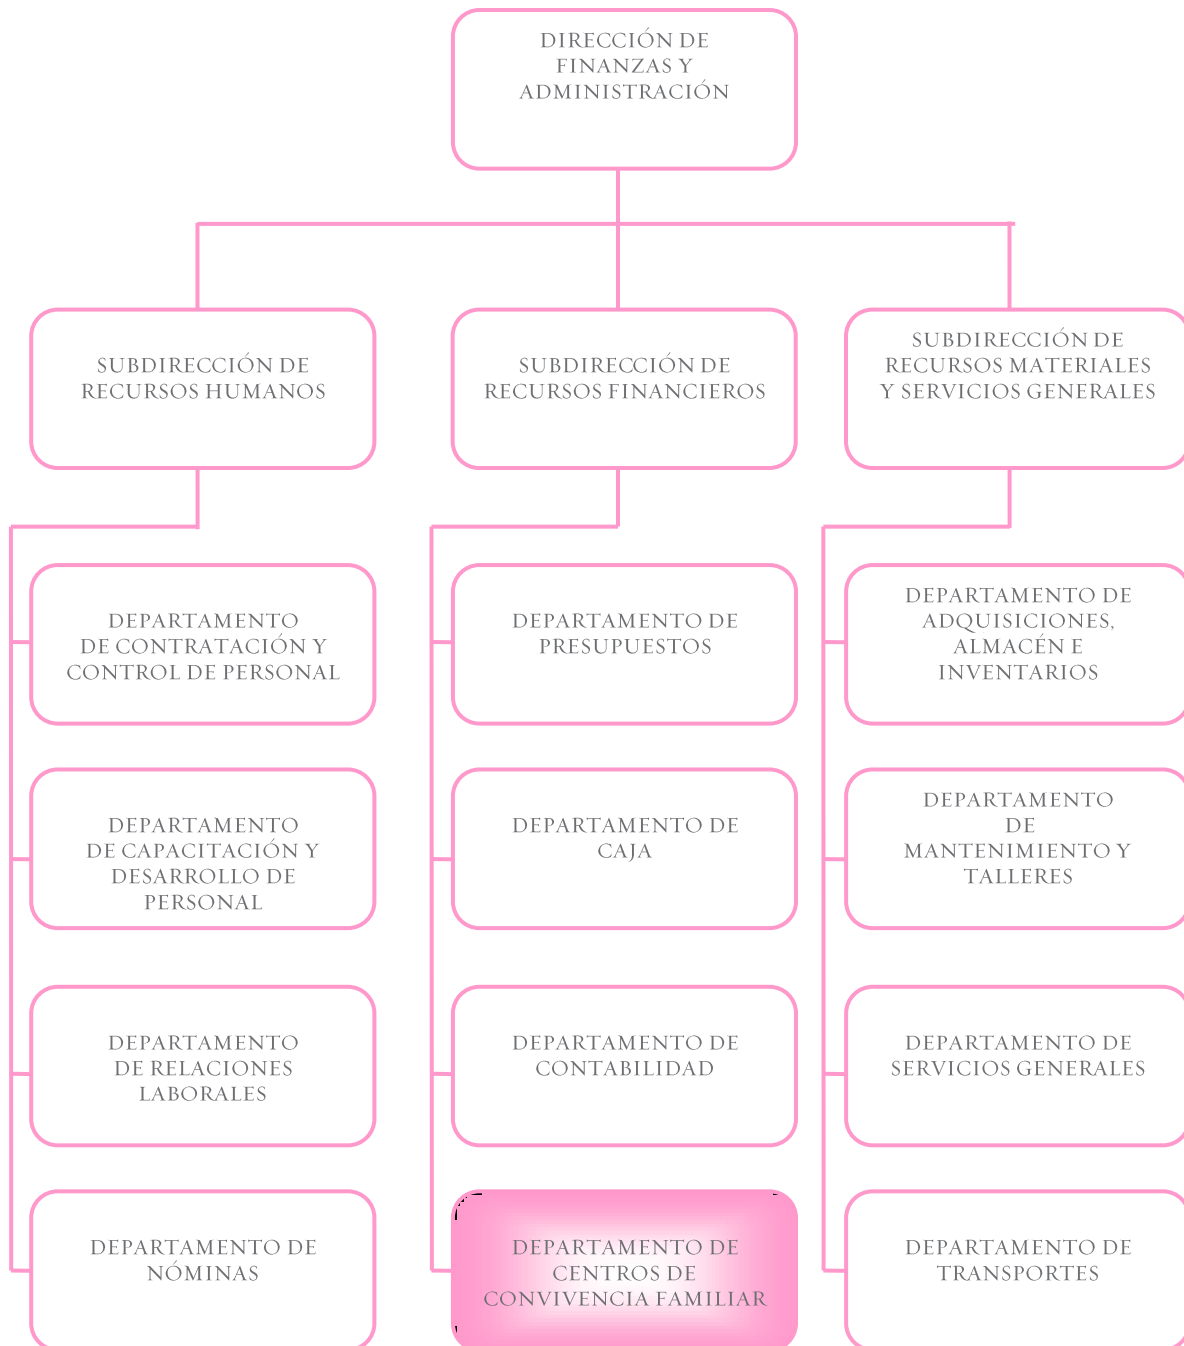 DIRECCIÓN DE
FINANZAS Y
ADMINISTRACIÓN
SUBDIRECCIÓN DE
RECURSOS HUMANOS
SUBDIRECCIÓN DE
RECURSOS FINANCIEROS
SUBDIRECCIÓN DE
RECURSOS MATERIALES
Y SERVICIOS GENERALES
DEPARTAMENTO
DE CONTRATACIÓN Y
CONTROL DE PERSONAL
DEPARTAMENTO DE
PRESUPUESTOS
DEPARTAMENTO DE
ADQUISICIONES,
ALMACÉN E
INVENTARIOS
DEPARTAMENTO
DE CAPACITACIÓN Y
DESARROLLO DE
PERSONAL
DEPARTAMENTO DE
CAJA
DEPARTAMENTO
DE
MANTENIMIENTO Y
TALLERES
DEPARTAMENTO
DE RELACIONES
LABORALES
DEPARTAMENTO DE
CONTABILIDAD
DEPARTAMENTO DE
SERVICIOS GENERALES
DEPARTAMENTO DE
NÓMINAS
DEPARTAMENTO DE
CENTROS DE
CONVIVENCIA FAMILIAR
DEPARTAMENTO DE
TRANSPORTES